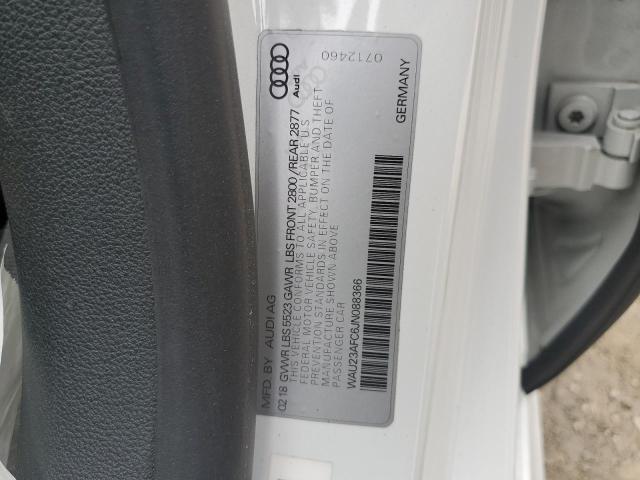 MFD. BY AUDI AG
02 18 GVWR LBS 5523 GAWR LBS FRONT 2800 / REAR 2877
THIS VEHICLE CONFORMS TO ALL APPLICABLE U.S
FEDERAL MOTOR VEHICLE SAFETY, BUMPER AND THEFT
PREVENTION STANDARDS IN EFFECT ON THE DATE OF
MANUFACTURE SHOWN ABOVE
PASSENGER CAR
WAU23AFC6JN088366
Audi
0712460
GERMANY